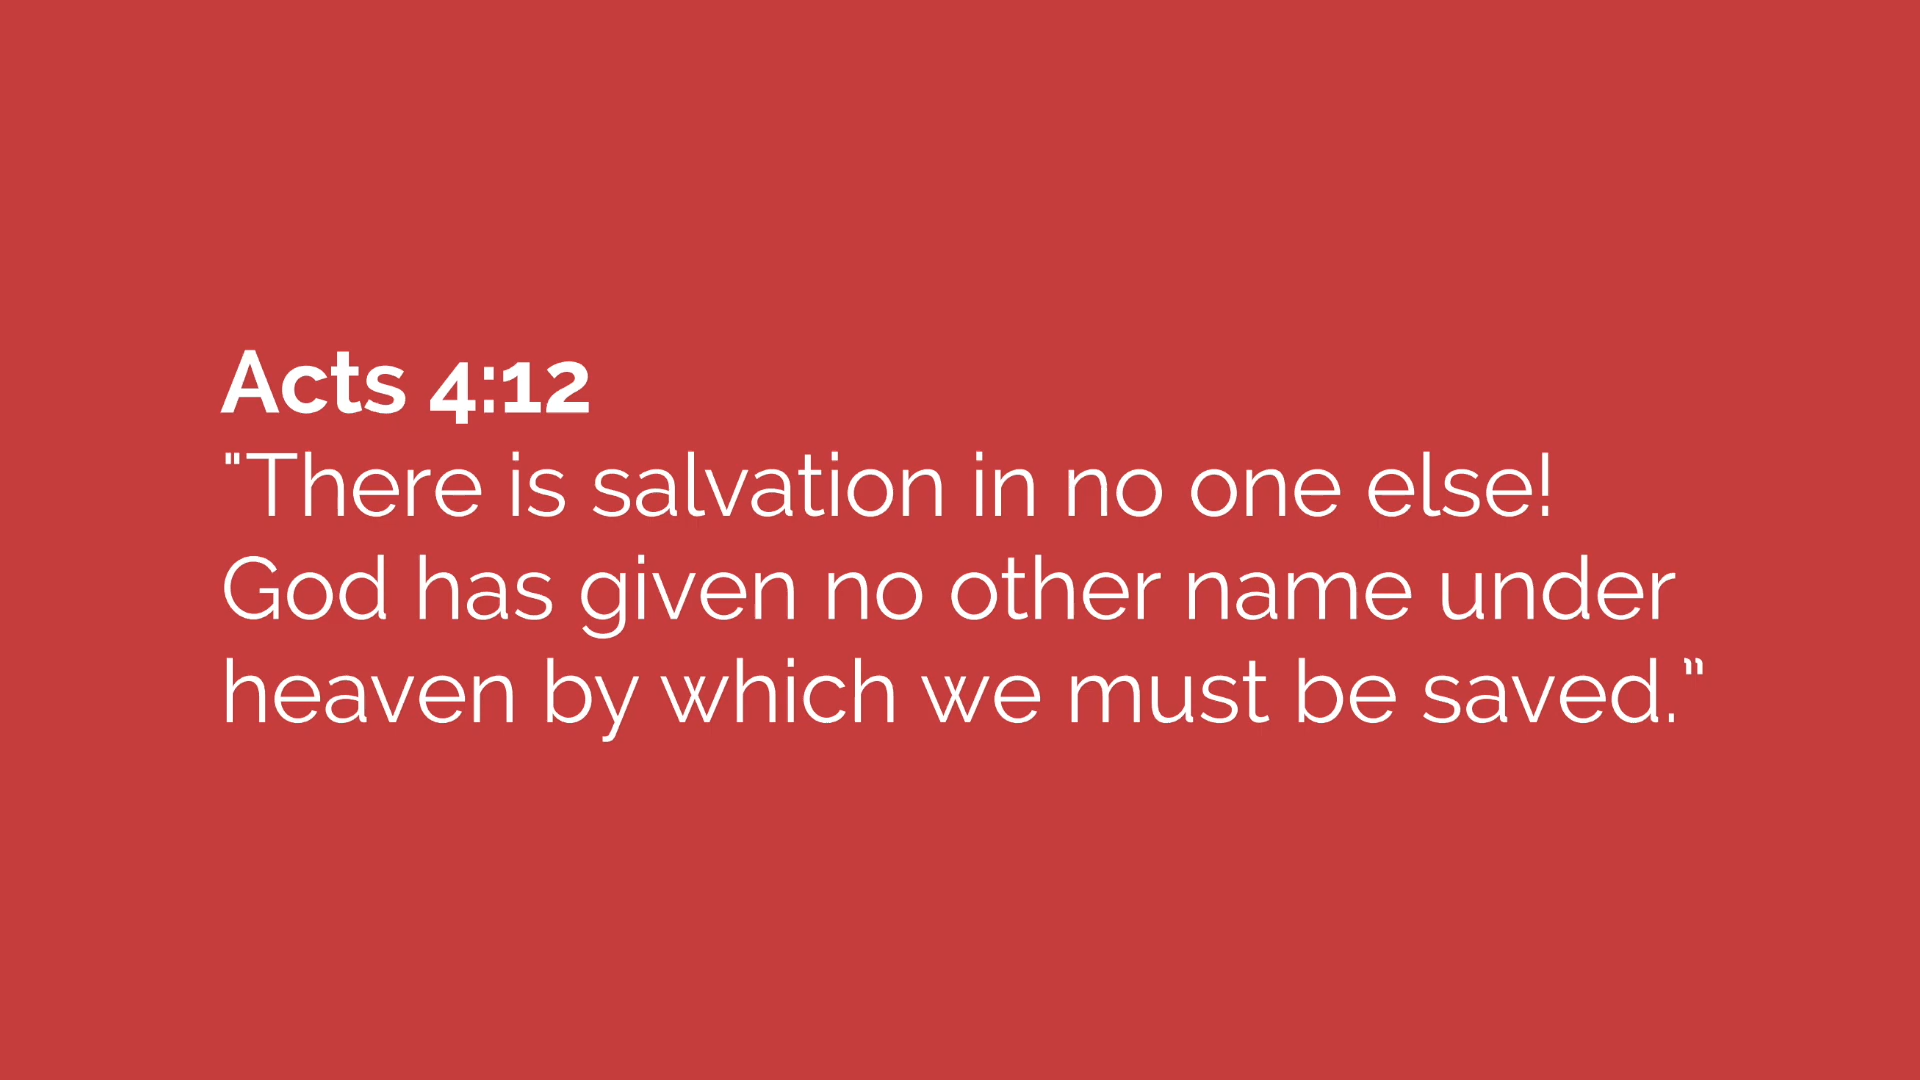 Acts 4:12
"There is salvation in no one else!
God has given no other name under
heaven by which we must be saved.”